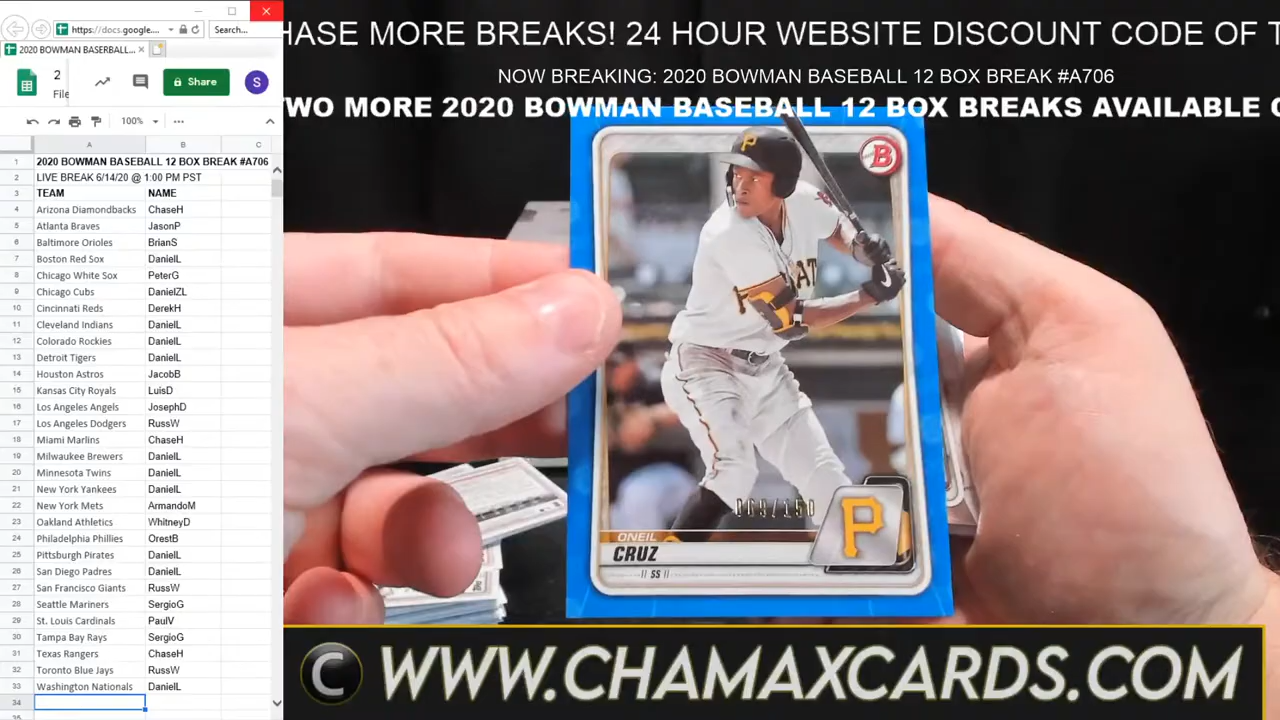 https://docs.google....
Search...
2020 BOWMAN BASERBALL...
2
File
Share
S
100%
A B C
1 2020 BOWMAN BASEBALL 12 BOX BREAK #A706
2 LIVE BREAK 6/14/20 @ 1:00 PM PST
3 TEAM NAME
4 Arizona Diamondbacks ChaseH
5 Atlanta Braves JasonP
6 Baltimore Orioles BrianS
7 Boston Red Sox DanielL
8 Chicago White Sox PeterG
9 Chicago Cubs DanielZL
10 Cincinnati Reds DerekH
11 Cleveland Indians DanielL
12 Colorado Rockies DanielL
13 Detroit Tigers DanielL
14 Houston Astros JacobB
15 Kansas City Royals LuisD
16 Los Angeles Angels JosephD
17 Los Angeles Dodgers RussW
18 Miami Marlins ChaseH
19 Milwaukee Brewers DanielL
20 Minnesota Twins DanielL
21 New York Yankees DanielL
22 New York Mets ArmandoM
23 Oakland Athletics WhitneyD
24 Philadelphia Phillies OrestB
25 Pittsburgh Pirates DanielL
26 San Diego Padres DanielL
27 San Francisco Giants RussW
28 Seattle Mariners SergioG
29 St. Louis Cardinals PaulV
30 Tampa Bay Rays SergioG
31 Texas Rangers ChaseH
32 Toronto Blue Jays RussW
33 Washington Nationals DanielL
34
HASE MORE BREAKS! 24 HOUR WEBSITE DISCOUNT CODE OF T
NOW BREAKING: 2020 BOWMAN BASEBALL 12 BOX BREAK #A706
TWO MORE 2020 BOWMAN BASEBALL 12 BOX BREAKS AVAILABLE
B
P
P
ONEIL
CRUZ
SS
C WWW.CHAMAXCARDS.COM